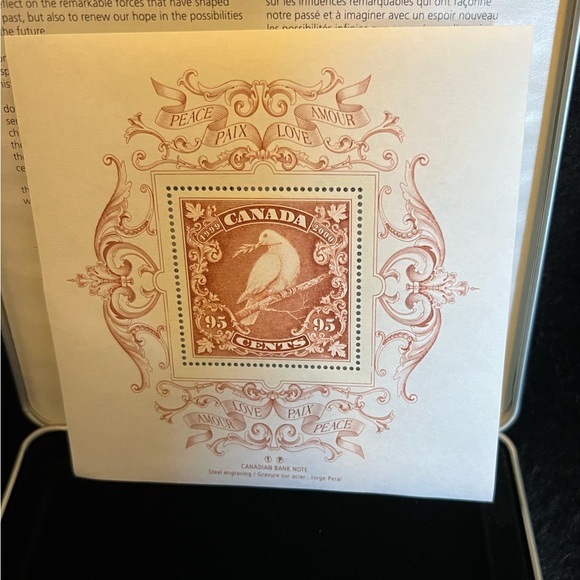 flect on the remarkable forces that have shaped
past, but also to renew our hope in the possibilities
the future.
sur les influences remarquables qui ont façonné
notre passé et à imaginer avec un espoir nouveau
PEACE
PAIX
LOVE
AMOUR
CANADA
1999
2000
95
95
CENTS
AMOUR
LOVE
PAIX
PEACE
CANADIAN BANK NOTE
Steel engraving / Gravure sur acier : Jorge Peral